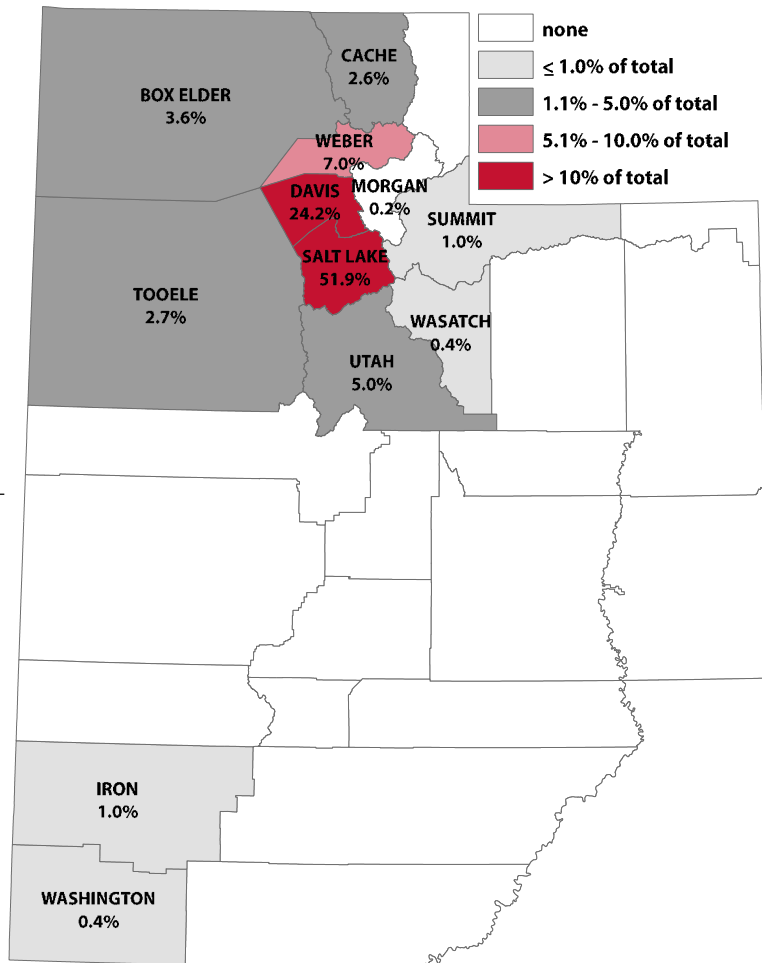 none
≤ 1.0% of total
1.1% - 5.0% of total
5.1% - 10.0% of total
> 10% of total
CACHE
2.6%
BOX ELDER
3.6%
WEBER
7.0%
MORGAN
0.2%
DAVIS
24.2%
SUMMIT
1.0%
SALT LAKE
51.9%
TOOELE
2.7%
WASATCH
0.4%
UTAH
5.0%
IRON
1.0%
WASHINGTON
0.4%